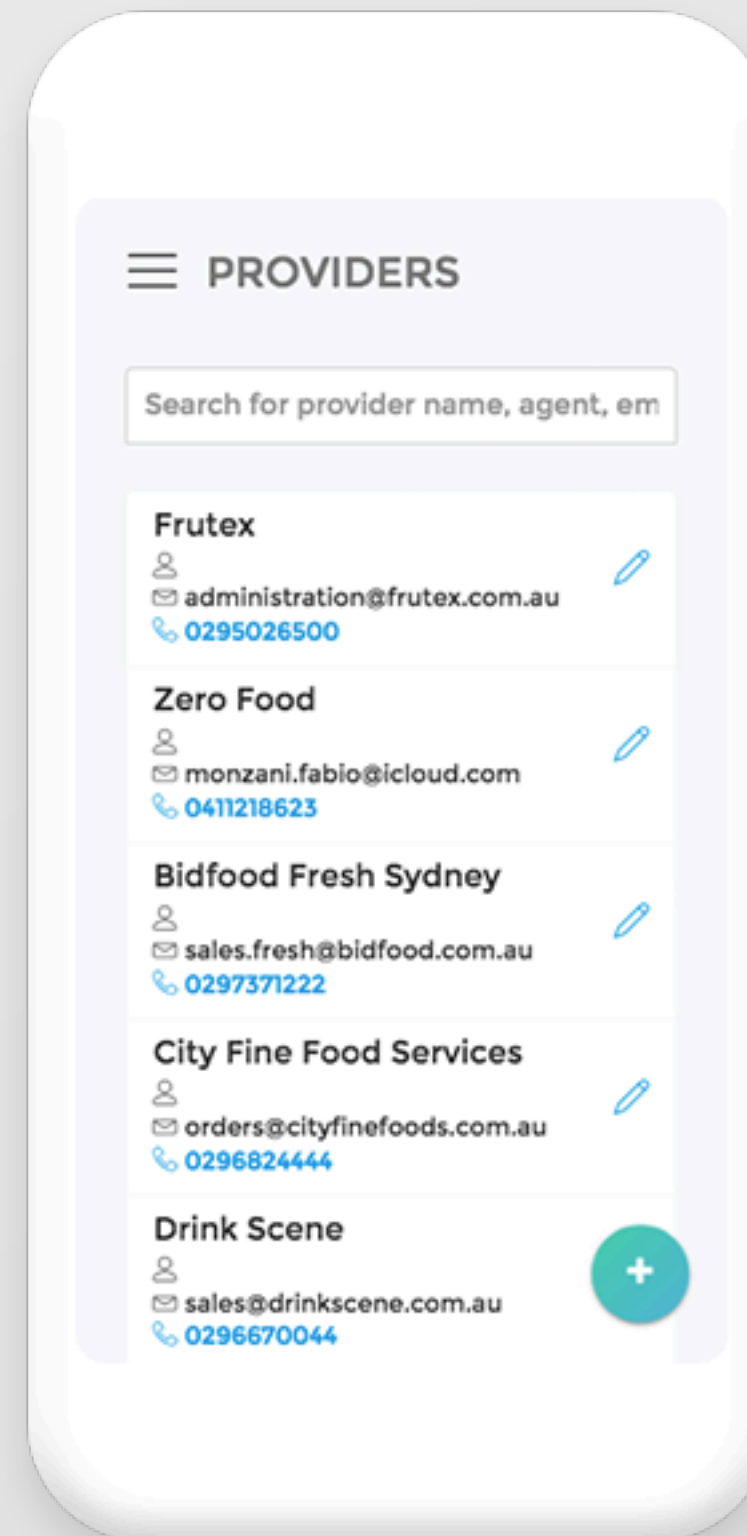 PROVIDERS
Search for provider name, agent, em
Frutex
administration@frutex.com.au
0295026500
Zero Food
monzani.fabio@icloud.com
0411218623
Bidfood Fresh Sydney
sales.fresh@bidfood.com.au
0297371222
City Fine Food Services
orders@cityfinefoods.com.au
0296824444
Drink Scene
+
sales@drinkscene.com.au
0296670044